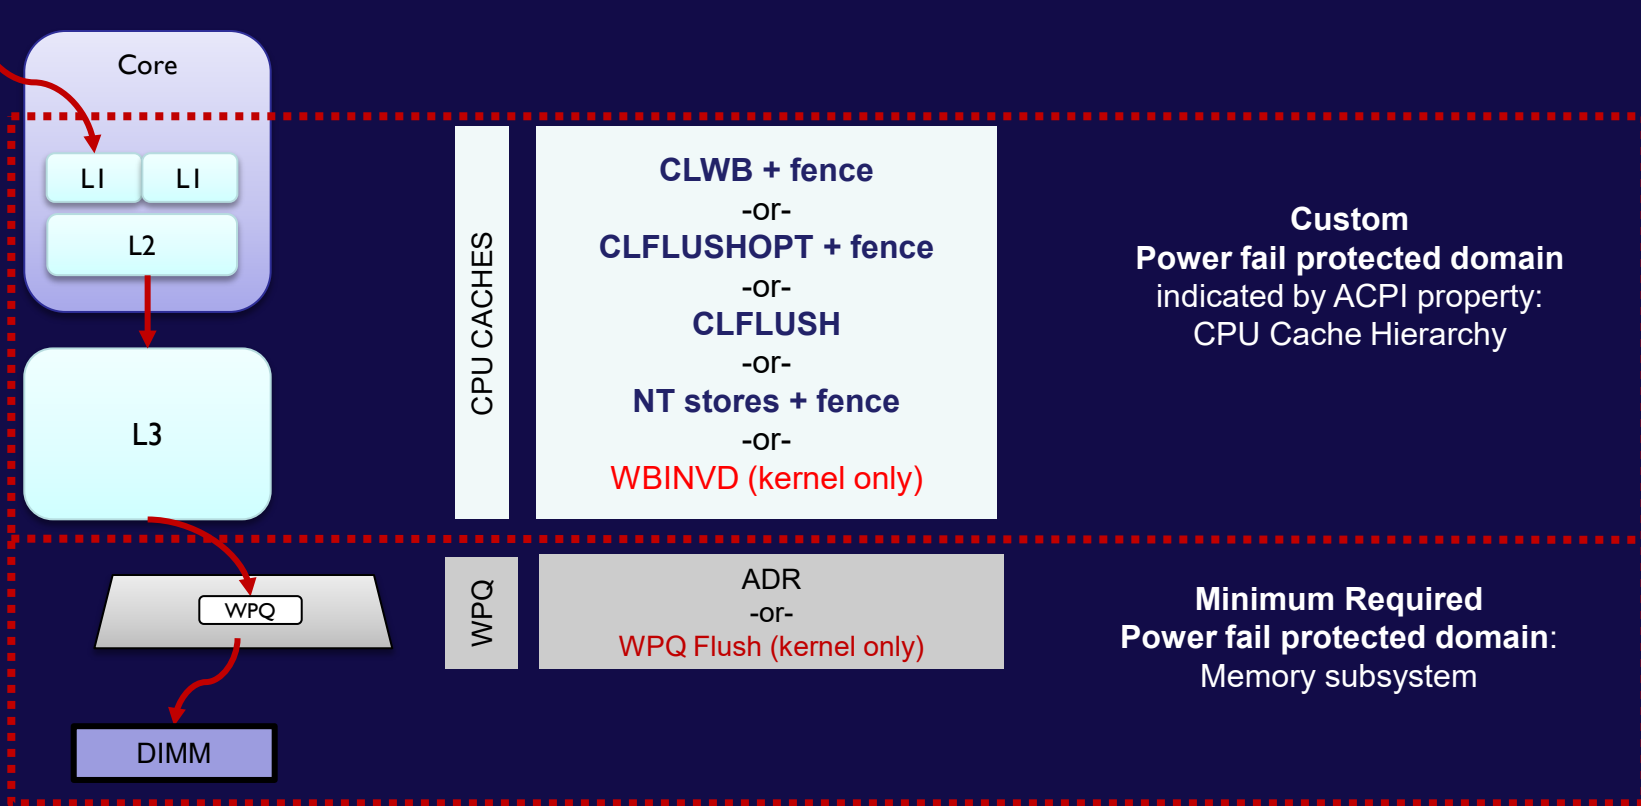 Core
L1
L1
L2
L3
WPQ
DIMM
CPU CACHES
CLWB + fence
-or-
CLFLUSHOPT + fence
-or-
CLFLUSH
-or-
NT stores + fence
-or-
WBINVD (kernel only)
Custom
Power fail protected domain
indicated by ACPI property:
CPU Cache Hierarchy
WPQ
ADR
-or-
WPQ Flush (kernel only)
Minimum Required
Power fail protected domain:
Memory subsystem